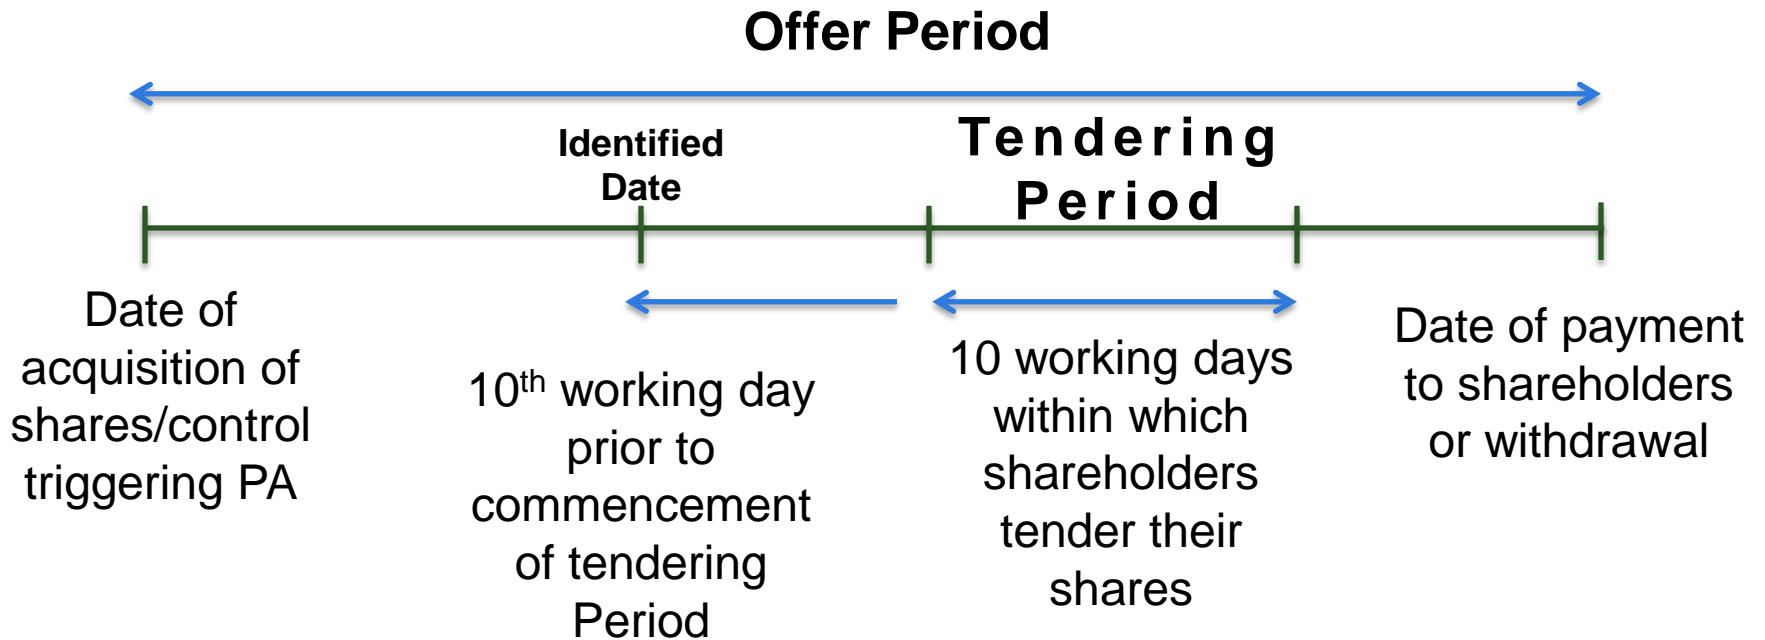 Offer Period
Identified
Date
Tendering
Period
Date of
acquisition of
shares/control
triggering PA
10th working day
prior to
commencement
of tendering
Period
10 working days
within which
shareholders
tender their
shares
Date of payment
to shareholders
or withdrawal